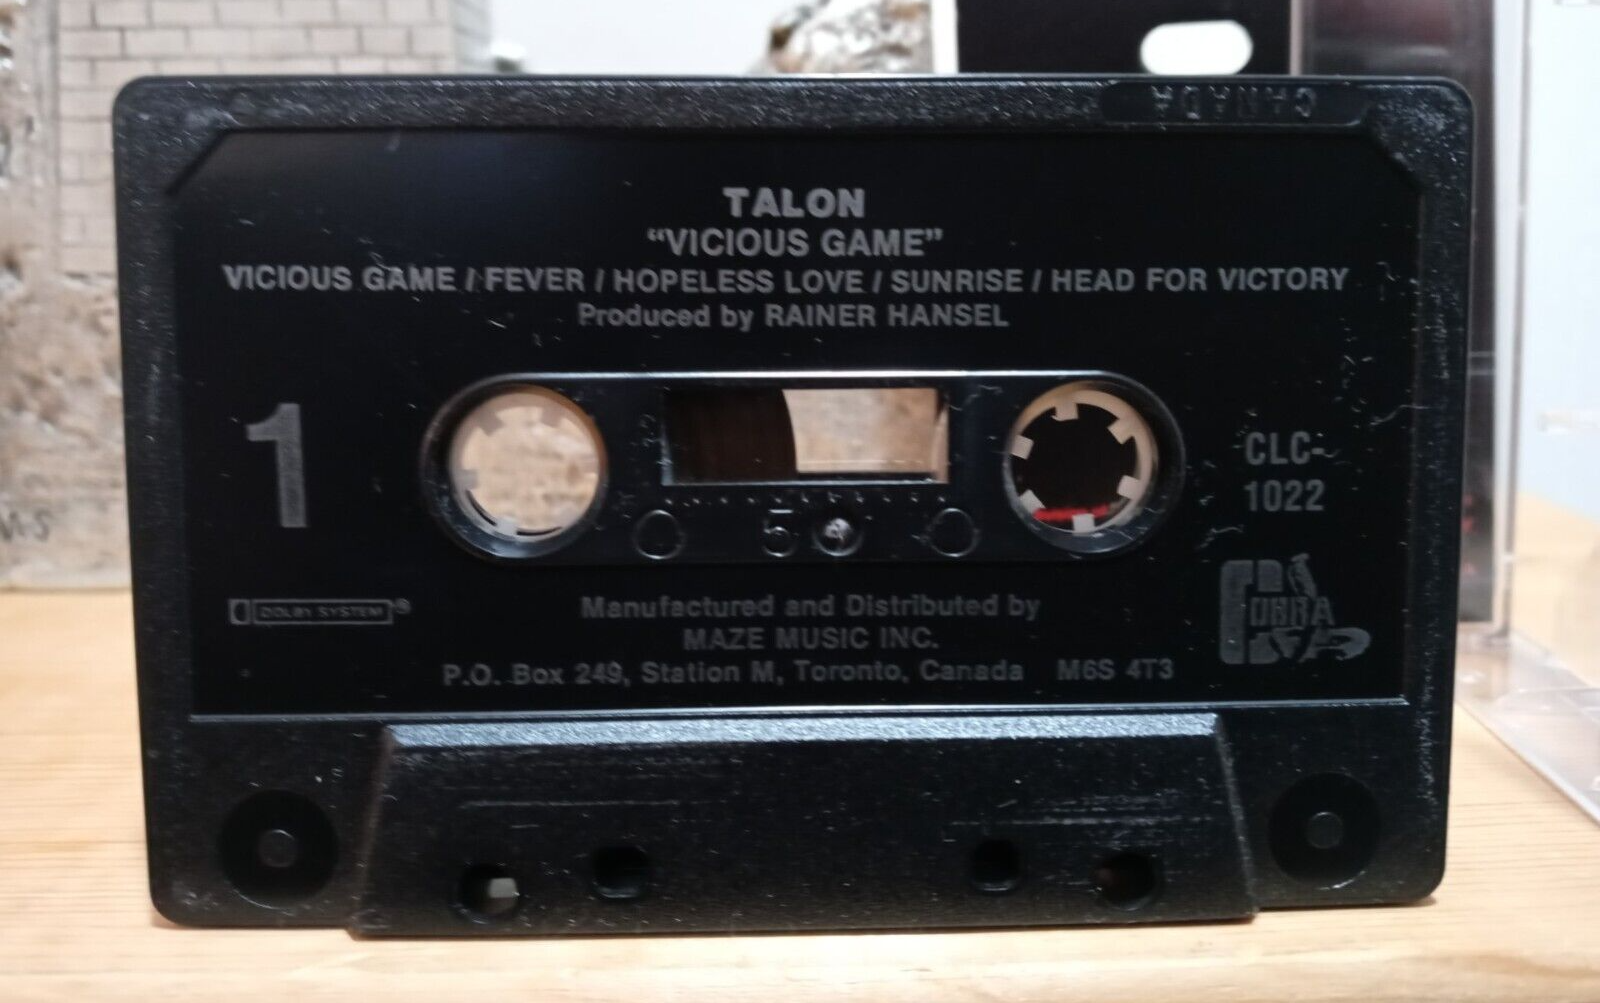 CANADA
TALON
“VICIOUS GAME”
VICIOUS GAME / FEVER / HOPELESS LOVE / SUNRISE / HEAD FOR VICTORY
Produced by RAINER HANSEL
1
CLC-
1022
0 5
DOLBY SYSTEM®
COBRA
Manufactured and Distributed by
MAZE MUSIC INC.
P.O. Box 249, Station M, Toronto, Canada M6S 4T3